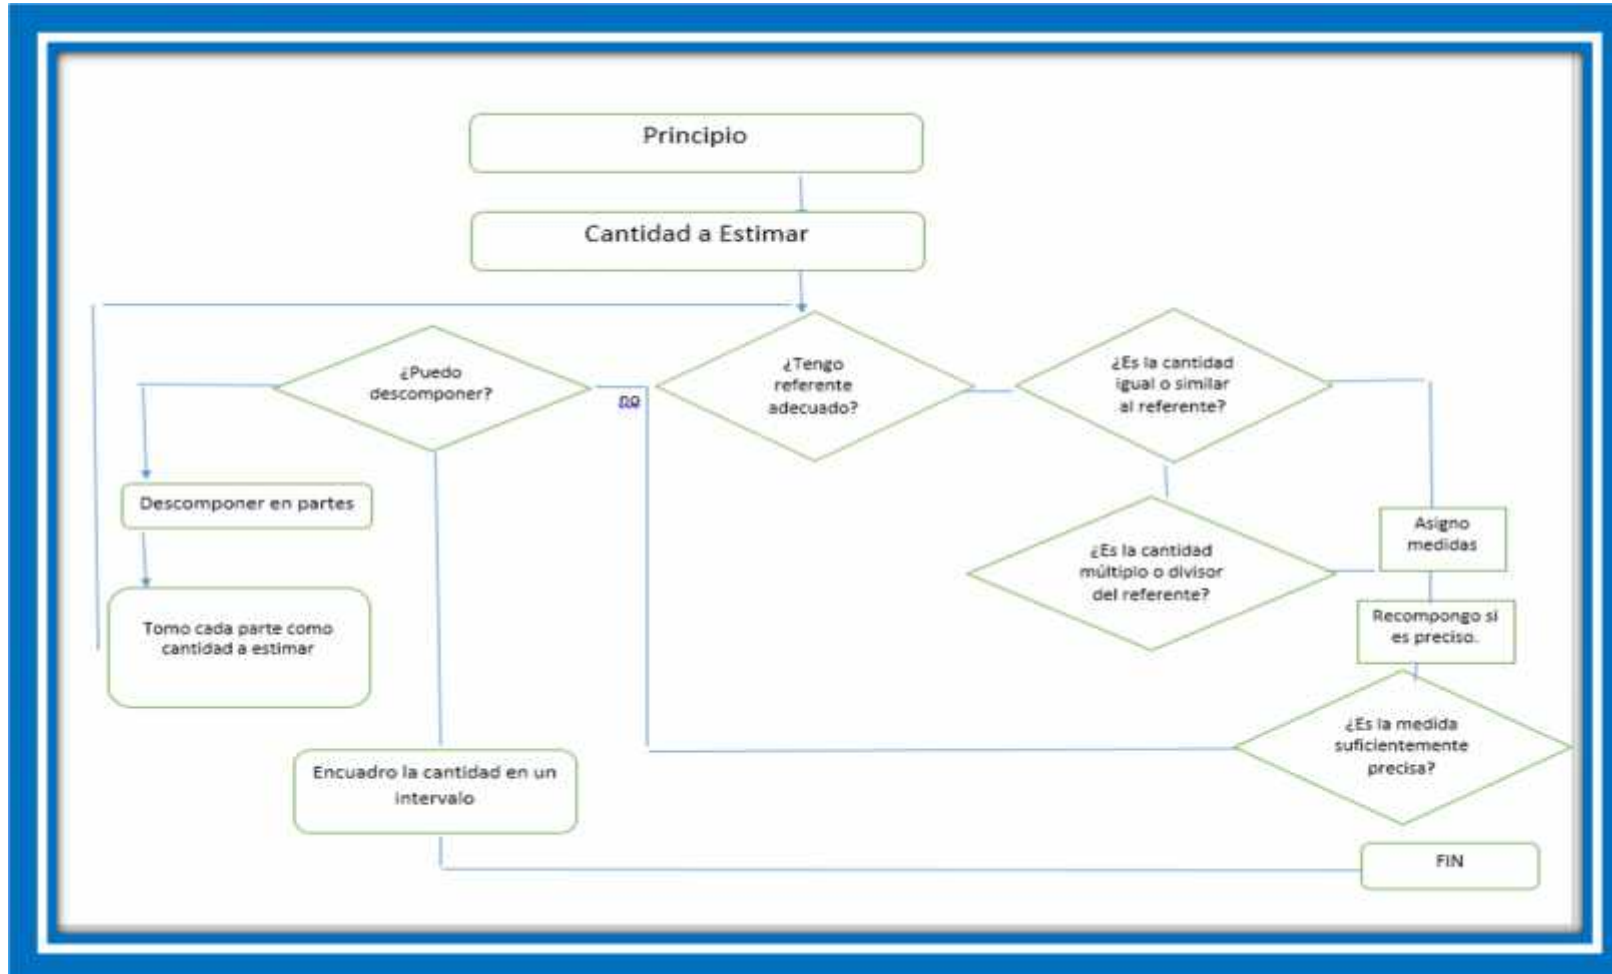 Principio
Cantidad a Estimar
¿Puedo
descomponer?
no
¿Tengo
referente
adecuado?
¿Es la cantidad
igual o similar
al referente?
Descomponer en partes
¿Es la cantidad
múltiplo o divisor
del referente?
Asigno
medidas
Tomo cada parte como
cantidad a estimar
Recompongo si
es preciso.
¿Es la medida
suficientemente
precisa?
Encuadro la cantidad en un
intervalo
FIN